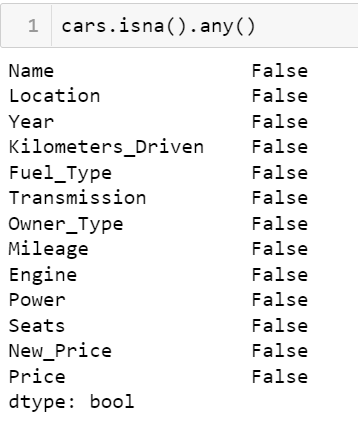 1 cars.isna().any()
Name False
Location False
Year False
Kilometers_Driven False
Fuel_Type False
Transmission False
Owner_Type False
Mileage False
Engine False
Power False
Seats False
New_Price False
Price False
dtype: bool